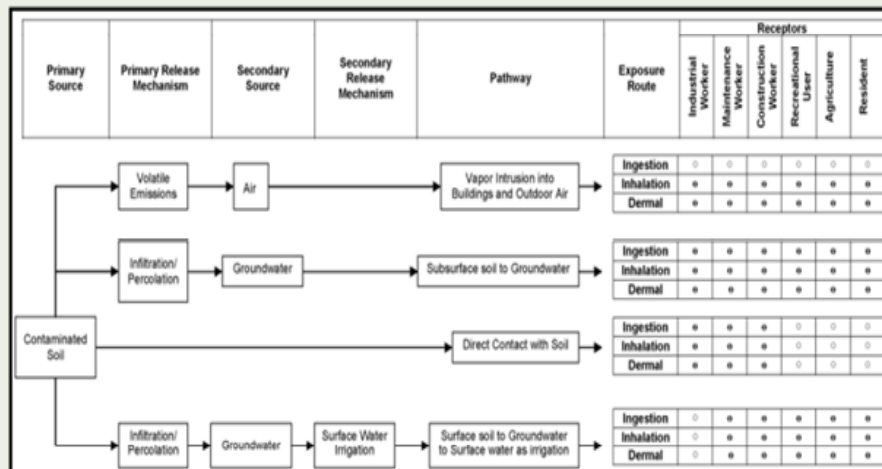 Receptors
Primary Source
Primary Release Mechanism
Secondary Source
Secondary Release Mechanism
Pathway
Exposure Route
Industrial Worker
Maintenance Worker
Construction Worker
Recreational User
Agriculture
Resident
Volatile Emissions
Air
Vapor Intrusion into
Buildings and Outdoor Air
Ingestion
Inhalation
Dermal
Infiltration/
Percolation
Groundwater
Subsurface soil to Groundwater
Ingestion
Inhalation
Dermal
Contaminated
Soil
Direct Contact with Soil
Ingestion
Inhalation
Dermal
Infiltration/
Percolation
Groundwater
Surface Water
Irrigation
Surface soil to Groundwater
to Surface water as irrigation
Ingestion
Inhalation
Dermal